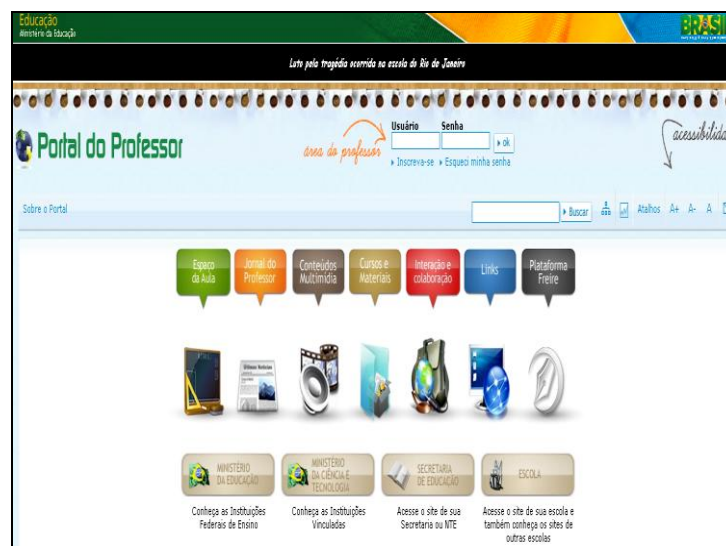 Educação
Ministério da Educação
BRASIL
Luto pela tragédia ocorrida na escola do Rio de Janeiro
Portal do Professor
área do professor
Usuário Senha
ok
Inscreva-se Esqueci minha senha
acessibilida
Sobre o Portal
Buscar Atalhos A+ A- A
Espaço da Aula
Jornal do Professor
Conteúdos Multimídia
Cursos e Materiais
Interação e colaboração
Links
Plataforma Freire
MINISTÉRIO
DA EDUCAÇÃO
MINISTÉRIO
DA CIÊNCIA E
TECNOLOGIA
SECRETARIA
DE EDUCAÇÃO
ESCOLA
Conheça as Instituições
Federais de Ensino
Conheça as Instituições
Vinculadas
Acesse o site de sua
Secretaria ou NTE
Acesse o site de sua escola e
também conheça os sites de
outras escolas